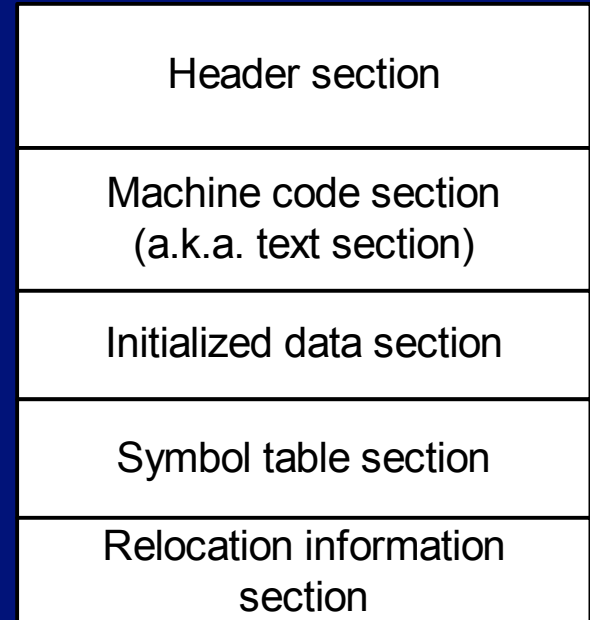 Header section
Machine code section
(a.k.a. text section)
Initialized data section
Symbol table section
Relocation information
section